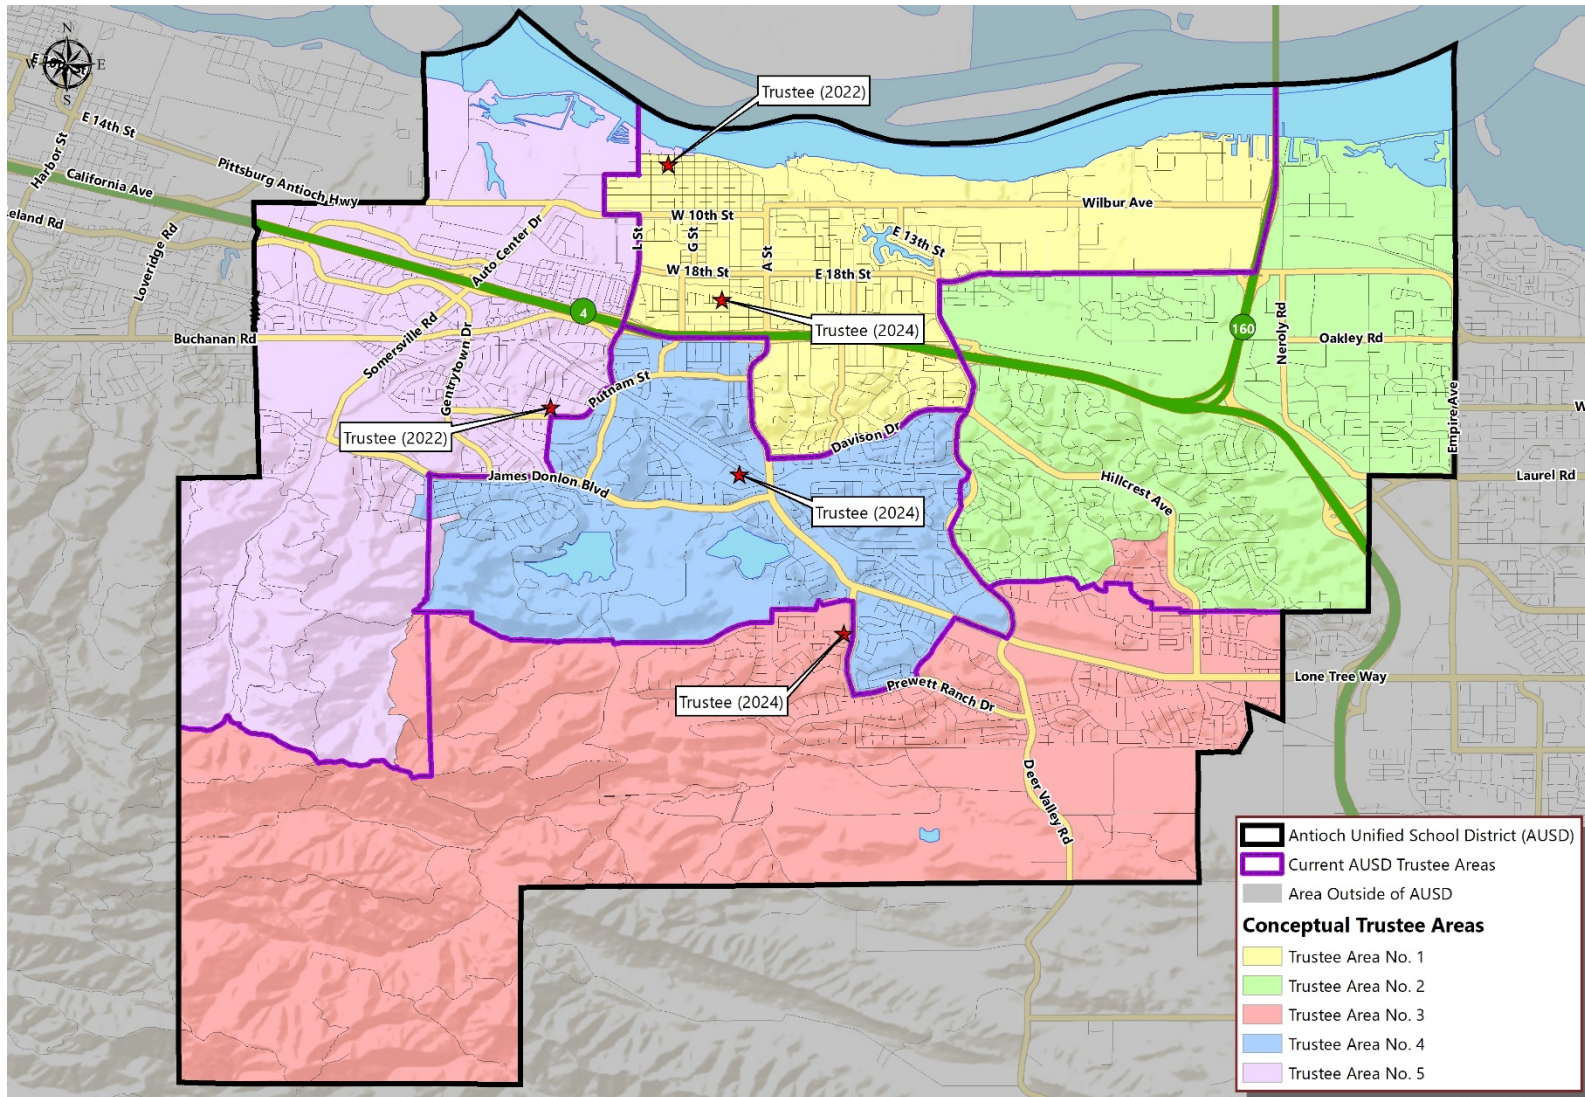 N
W
E
S
E 10th St
E 14th St
Harbor St
California Ave
Pittsburg Antioch Hwy
eland Rd
Loveridge Rd
Auto Center Dr
Buchanan Rd
Somersville Rd
Gentrytown Dr
4
L St
W 10th St
G St
A St
W 18th St
E 18th St
E 13th St
Wilbur Ave
160
Neroly Rd
Oakley Rd
Empire Ave
W
Laurel Rd
Putnam St
Davison Dr
James Donlon Blvd
Hillcrest Ave
Prewett Ranch Dr
Lone Tree Way
Deer Valley Rd
Trustee (2022)
Trustee (2024)
Trustee (2022)
Trustee (2024)
Trustee (2024)
Antioch Unified School District (AUSD)
Current AUSD Trustee Areas
Area Outside of AUSD
Conceptual Trustee Areas
Trustee Area No. 1
Trustee Area No. 2
Trustee Area No. 3
Trustee Area No. 4
Trustee Area No. 5